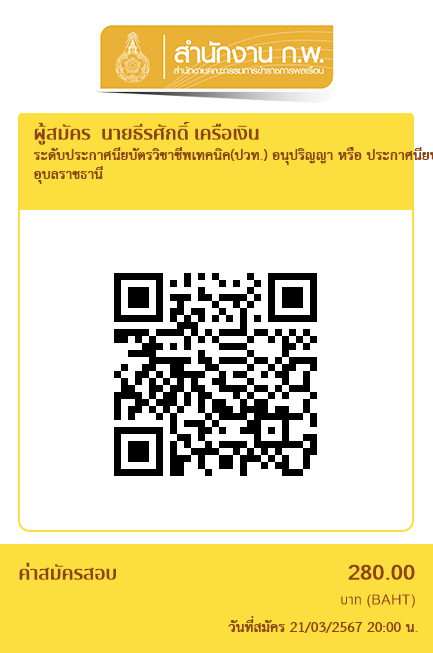 สำนักงาน ก.พ.
สำนักงานคณะกรรมการข้าราชการพลเรือน
ผู้สมัคร นายธีรศักดิ์ เครือเงิน
ระดับประกาศนียบัตรวิชาชีพเทคนิค(ปวท.) อนุปริญญา หรือ ประกาศนียบ
อุบลราชธานี
ค่าสมัครสอบ
280.00
บาท (BAHT)
วันที่สมัคร 21/03/2567 20:00 น.